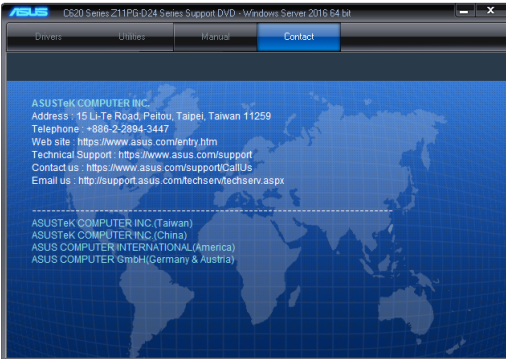 ASUS C620 Series Z11PG-D24 Series Support DVD - Windows Server 2016 64 bit
Drivers Utilities Manual Contact
ASUSTeK COMPUTER INC.
Address : 15 Li-Te Road, Peitou, Taipei, Taiwan 11259
Telephone : +886-2-2894-3447
Web site : https://www.asus.com/entry.htm
Technical Support : https://www.asus.com/support
Contact us : https://www.asus.com/support/CallUs
Email us : http://support.asus.com/techserv/techserv.aspx
ASUSTeK COMPUTER INC.(Taiwan)
ASUSTeK COMPUTER INC.(China)
ASUS COMPUTER INTERNATIONAL(America)
ASUS COMPUTER GmbH(Germany & Austria)